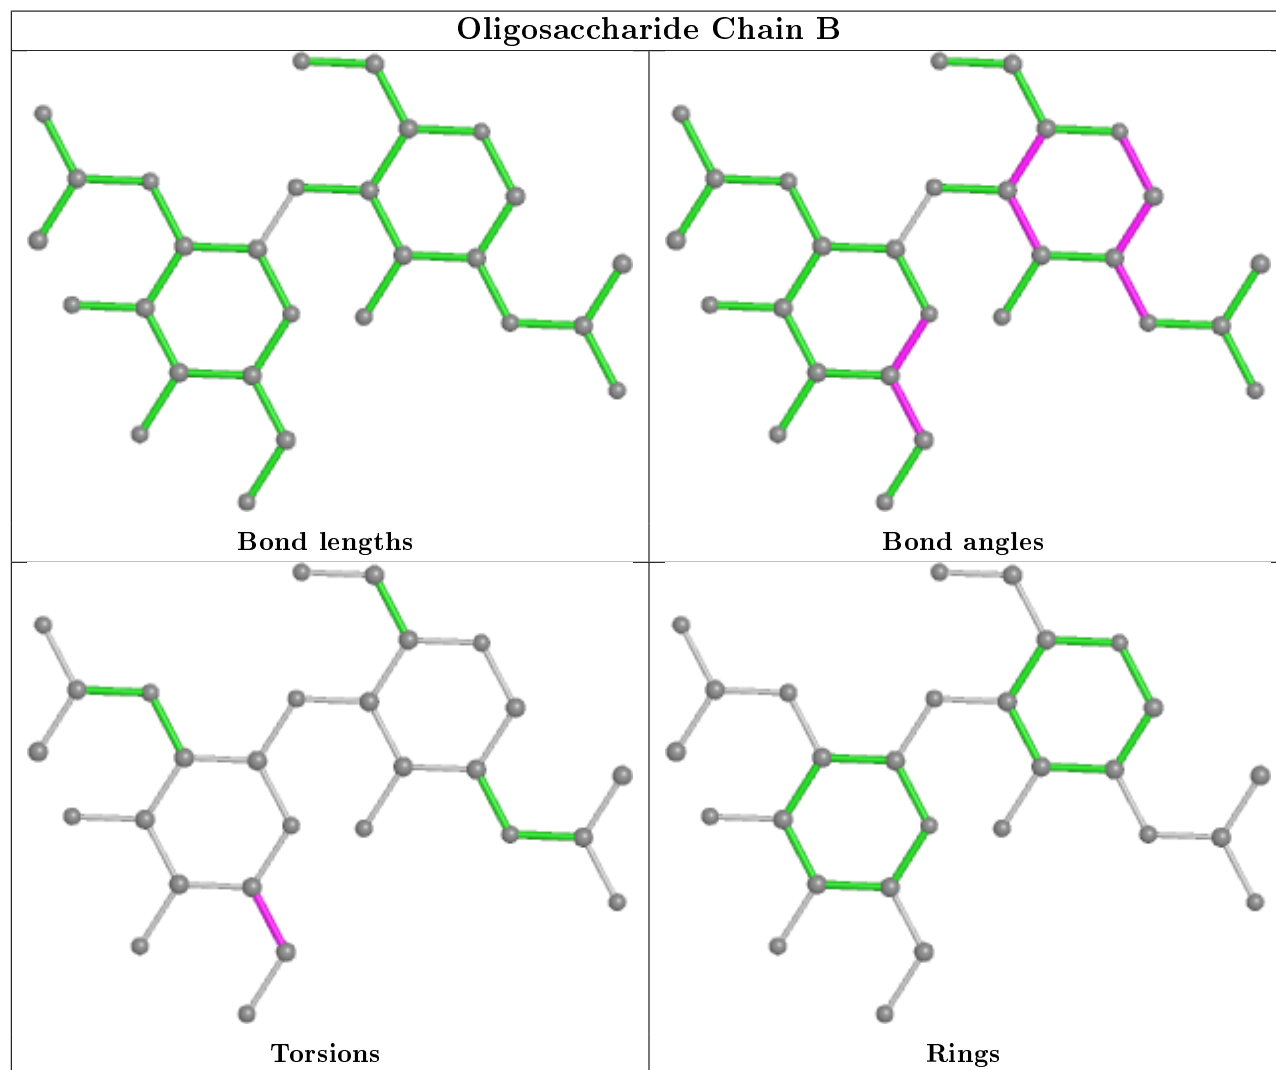 Oligosaccharide Chain B
Bond lengths
Bond angles
Torsions
Rings